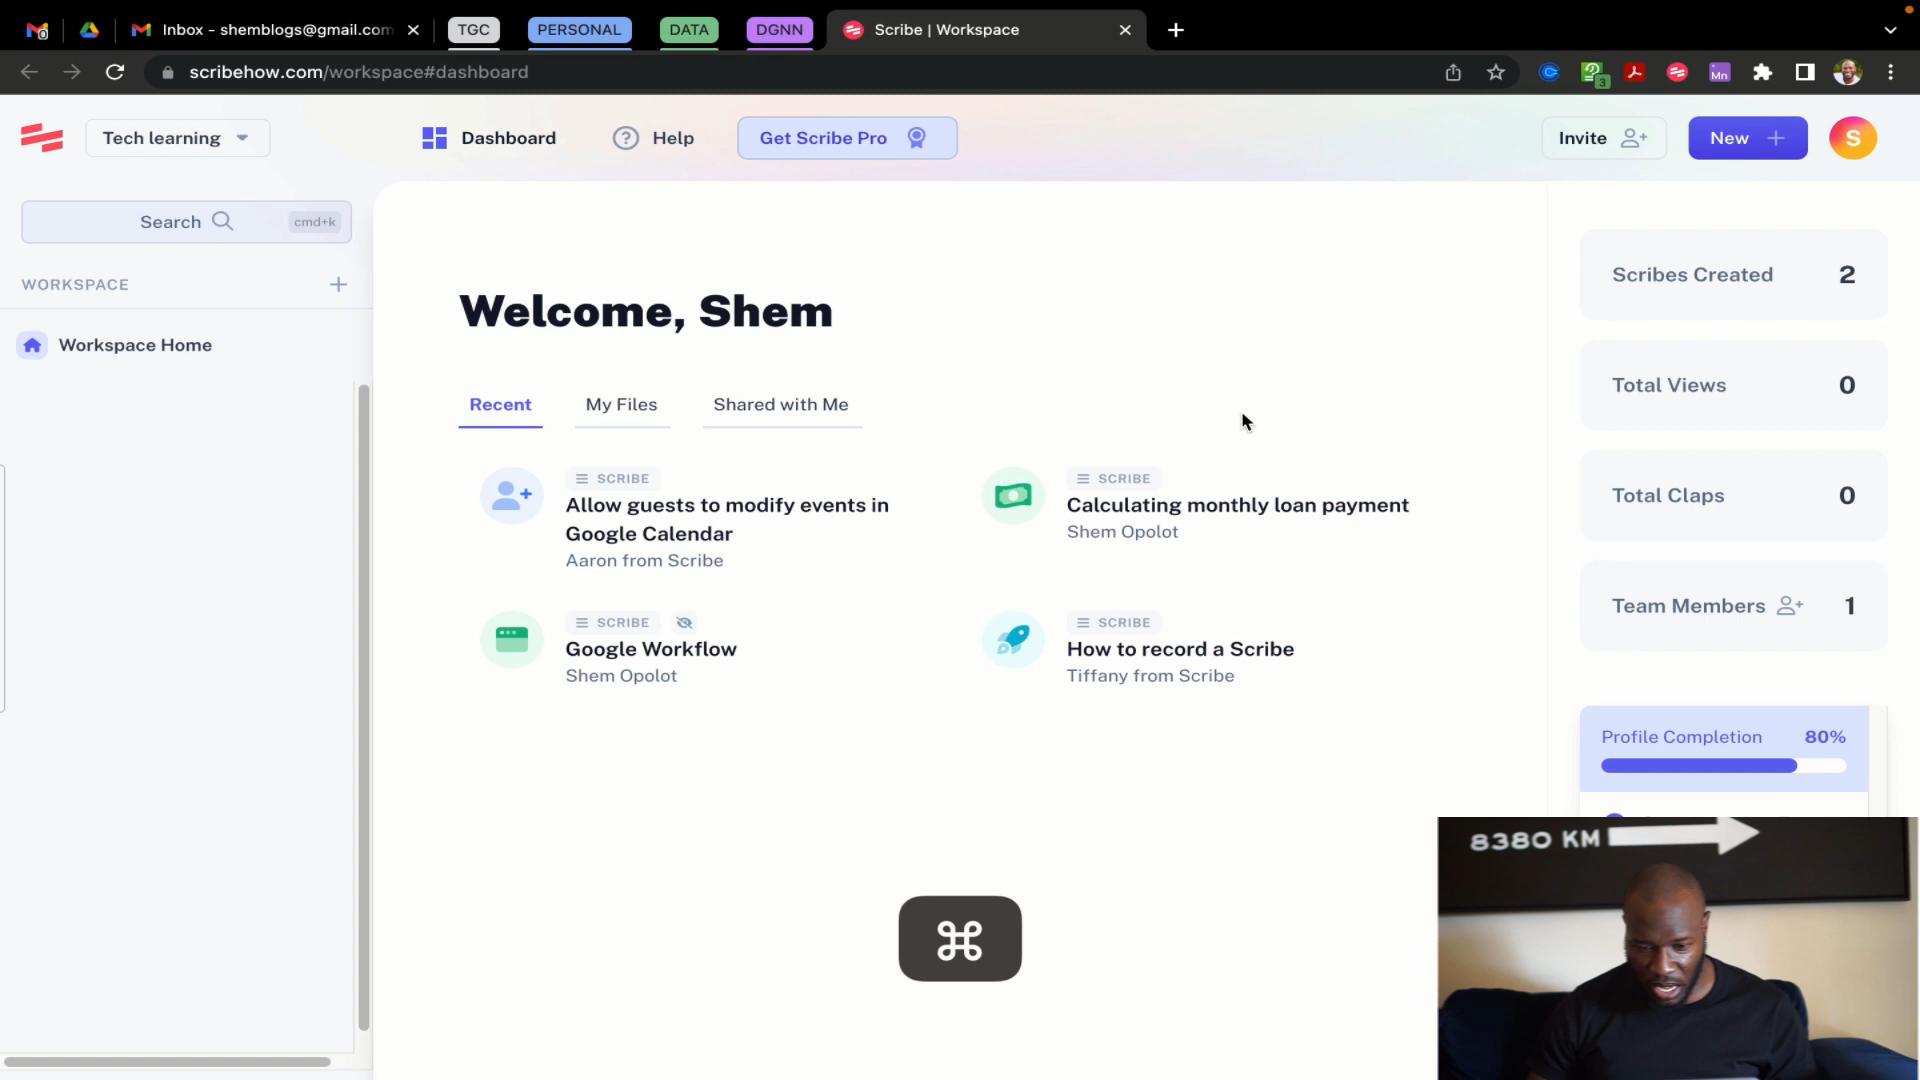 Inbox - shemblogs@gmail.com
TGC
PERSONAL
DATA
DGNN
Scribe | Workspace
scribehow.com/workspace#dashboard
3
Mn
Tech learning
Dashboard
Help
Get Scribe Pro
Invite
New
S
Search
cmd+k
WORKSPACE
Workspace Home
Welcome, Shem
Recent
My Files
Shared with Me
SCRIBE
Allow guests to modify events in
Google Calendar
Aaron from Scribe
SCRIBE
Calculating monthly loan payment
Shem Opolot
SCRIBE
Google Workflow
Shem Opolot
SCRIBE
How to record a Scribe
Tiffany from Scribe
Scribes Created 2
Total Views 0
Total Claps 0
Team Members 1
Profile Completion 80%
8380 KM